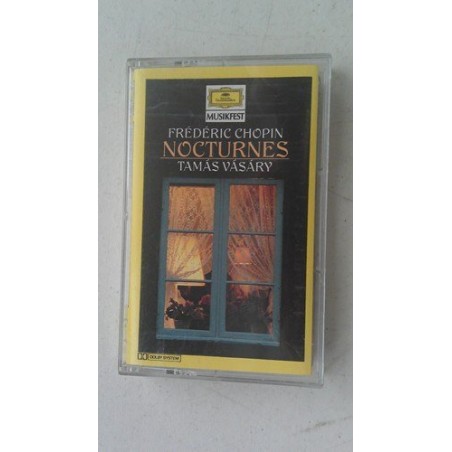 MUSIKFEST
FRÉDÉRIC CHOPIN
NOCTURNES
TAMÁS VÁSÁRY
DOLBY SYSTEM